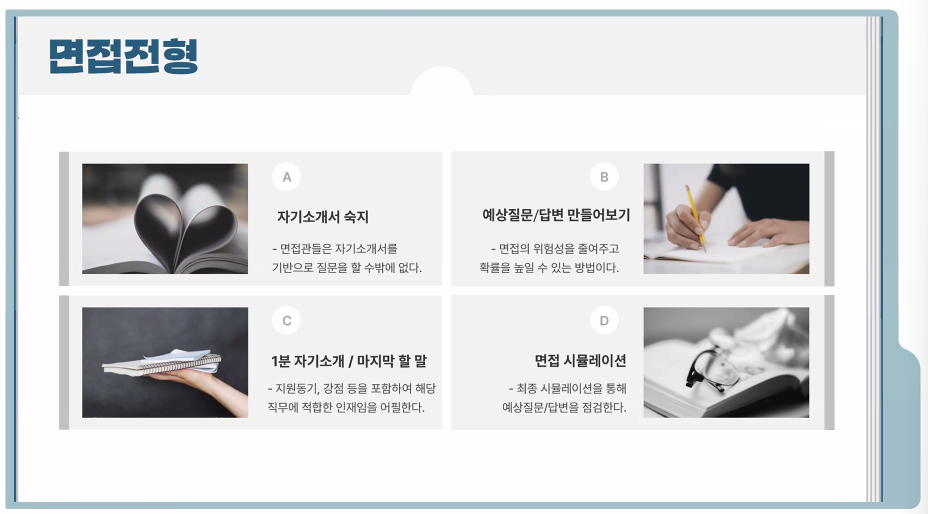 면접전형
A
자기소개서 숙지
- 면접관들은 자기소개서를
기반으로 질문을 할 수밖에 없다.
B
예상질문/답변 만들어보기
- 면접의 위험성을 줄여주고
확률을 높일 수 있는 방법이다.
C
1분 자기소개 / 마지막 할 말
- 지원동기, 강점 등을 포함하여 해당
직무에 적합한 인재임을 어필한다.
D
면접 시뮬레이션
- 최종 시뮬레이션을 통해
예상질문/답변을 점검한다.